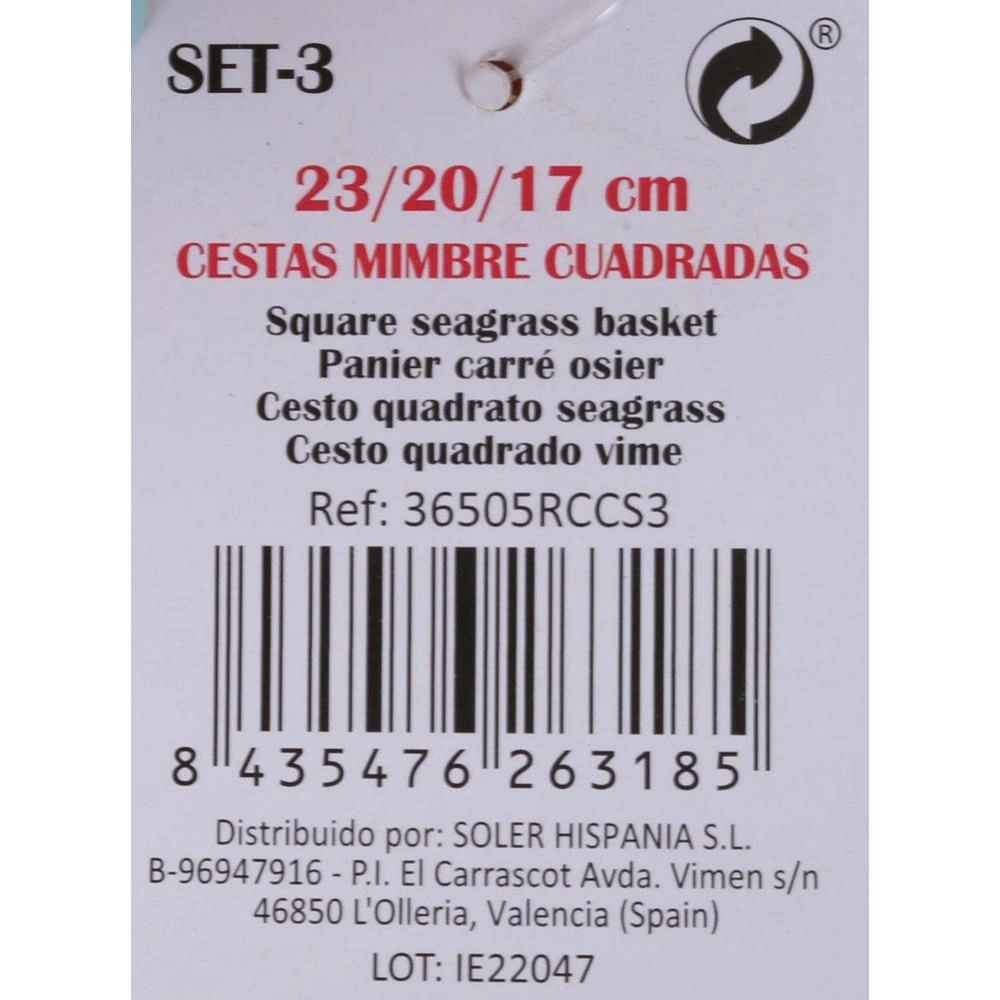 SET-3
®
23/20/17 cm
CESTAS MIMBRE CUADRADAS
Square seagrass basket
Panier carré osier
Cesto quadrato seagrass
Cesto quadrado vime
Ref: 36505RCCS3
8 435476 263185
Distribuido por: SOLER HISPANIA S.L.
B-96947916 - P.I. El Carrascot Avda. Vimen s/n
46850 L'Olleria, Valencia (Spain)
LOT: IE22047